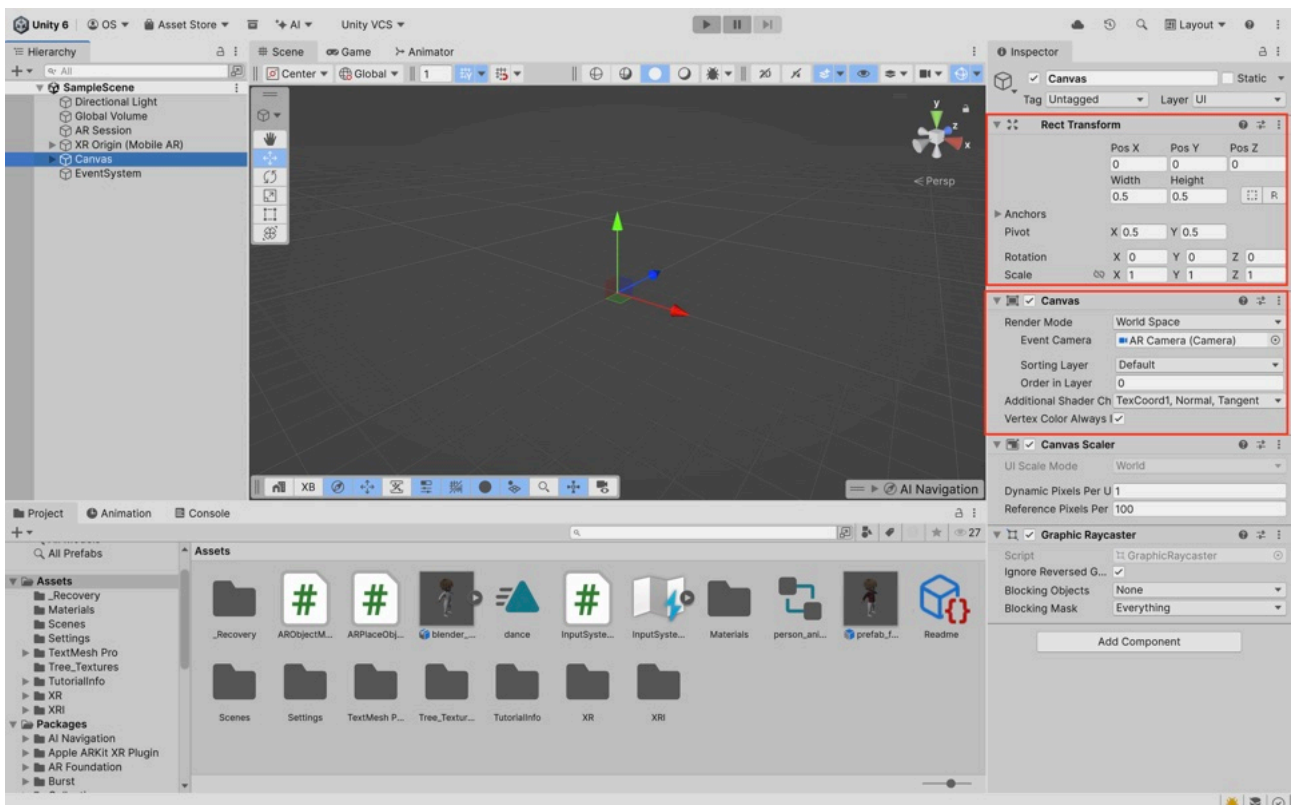 Unity 6 OS Asset Store AI Unity VCS Layout
Hierarchy
All
SampleScene
Directional Light
Global Volume
AR Session
XR Origin (Mobile AR)
Canvas
EventSystem
Scene Game Animator
Center Global 1
y
z
x
Persp
XB
AI Navigation
Inspector
Canvas Static
Tag Untagged Layer UI
Rect Transform
Pos X Pos Y Pos Z
0 0 0
Width Height
0.5 0.5 R
Anchors
Pivot X 0.5 Y 0.5
Rotation X 0 Y 0 Z 0
Scale X 1 Y 1 Z 1
Canvas
Render Mode World Space
Event Camera AR Camera (Camera)
Sorting Layer Default
Order in Layer 0
Additional Shader Ch TexCoord1, Normal, Tangent
Vertex Color Always I
Canvas Scaler
UI Scale Mode World
Dynamic Pixels Per U 1
Reference Pixels Per 100
Graphic Raycaster
Script GraphicRaycaster
Ignore Reversed G...
Blocking Objects None
Blocking Mask Everything
Add Component
Project Animation Console
27
All Prefabs
Assets
_Recovery
Materials
Scenes
Settings
TextMesh Pro
Tree_Textures
TutorialInfo
XR
XRI
Packages
AI Navigation
Apple ARKit XR Plugin
AR Foundation
Burst
Assets
_Recovery ARObjectM... ARPlaceObj... blender_... dance InputSyste... InputSyste... Materials person_ani... prefab_f... Readme
Scenes Settings TextMesh P... Tree_Textur... TutorialInfo XR XRI